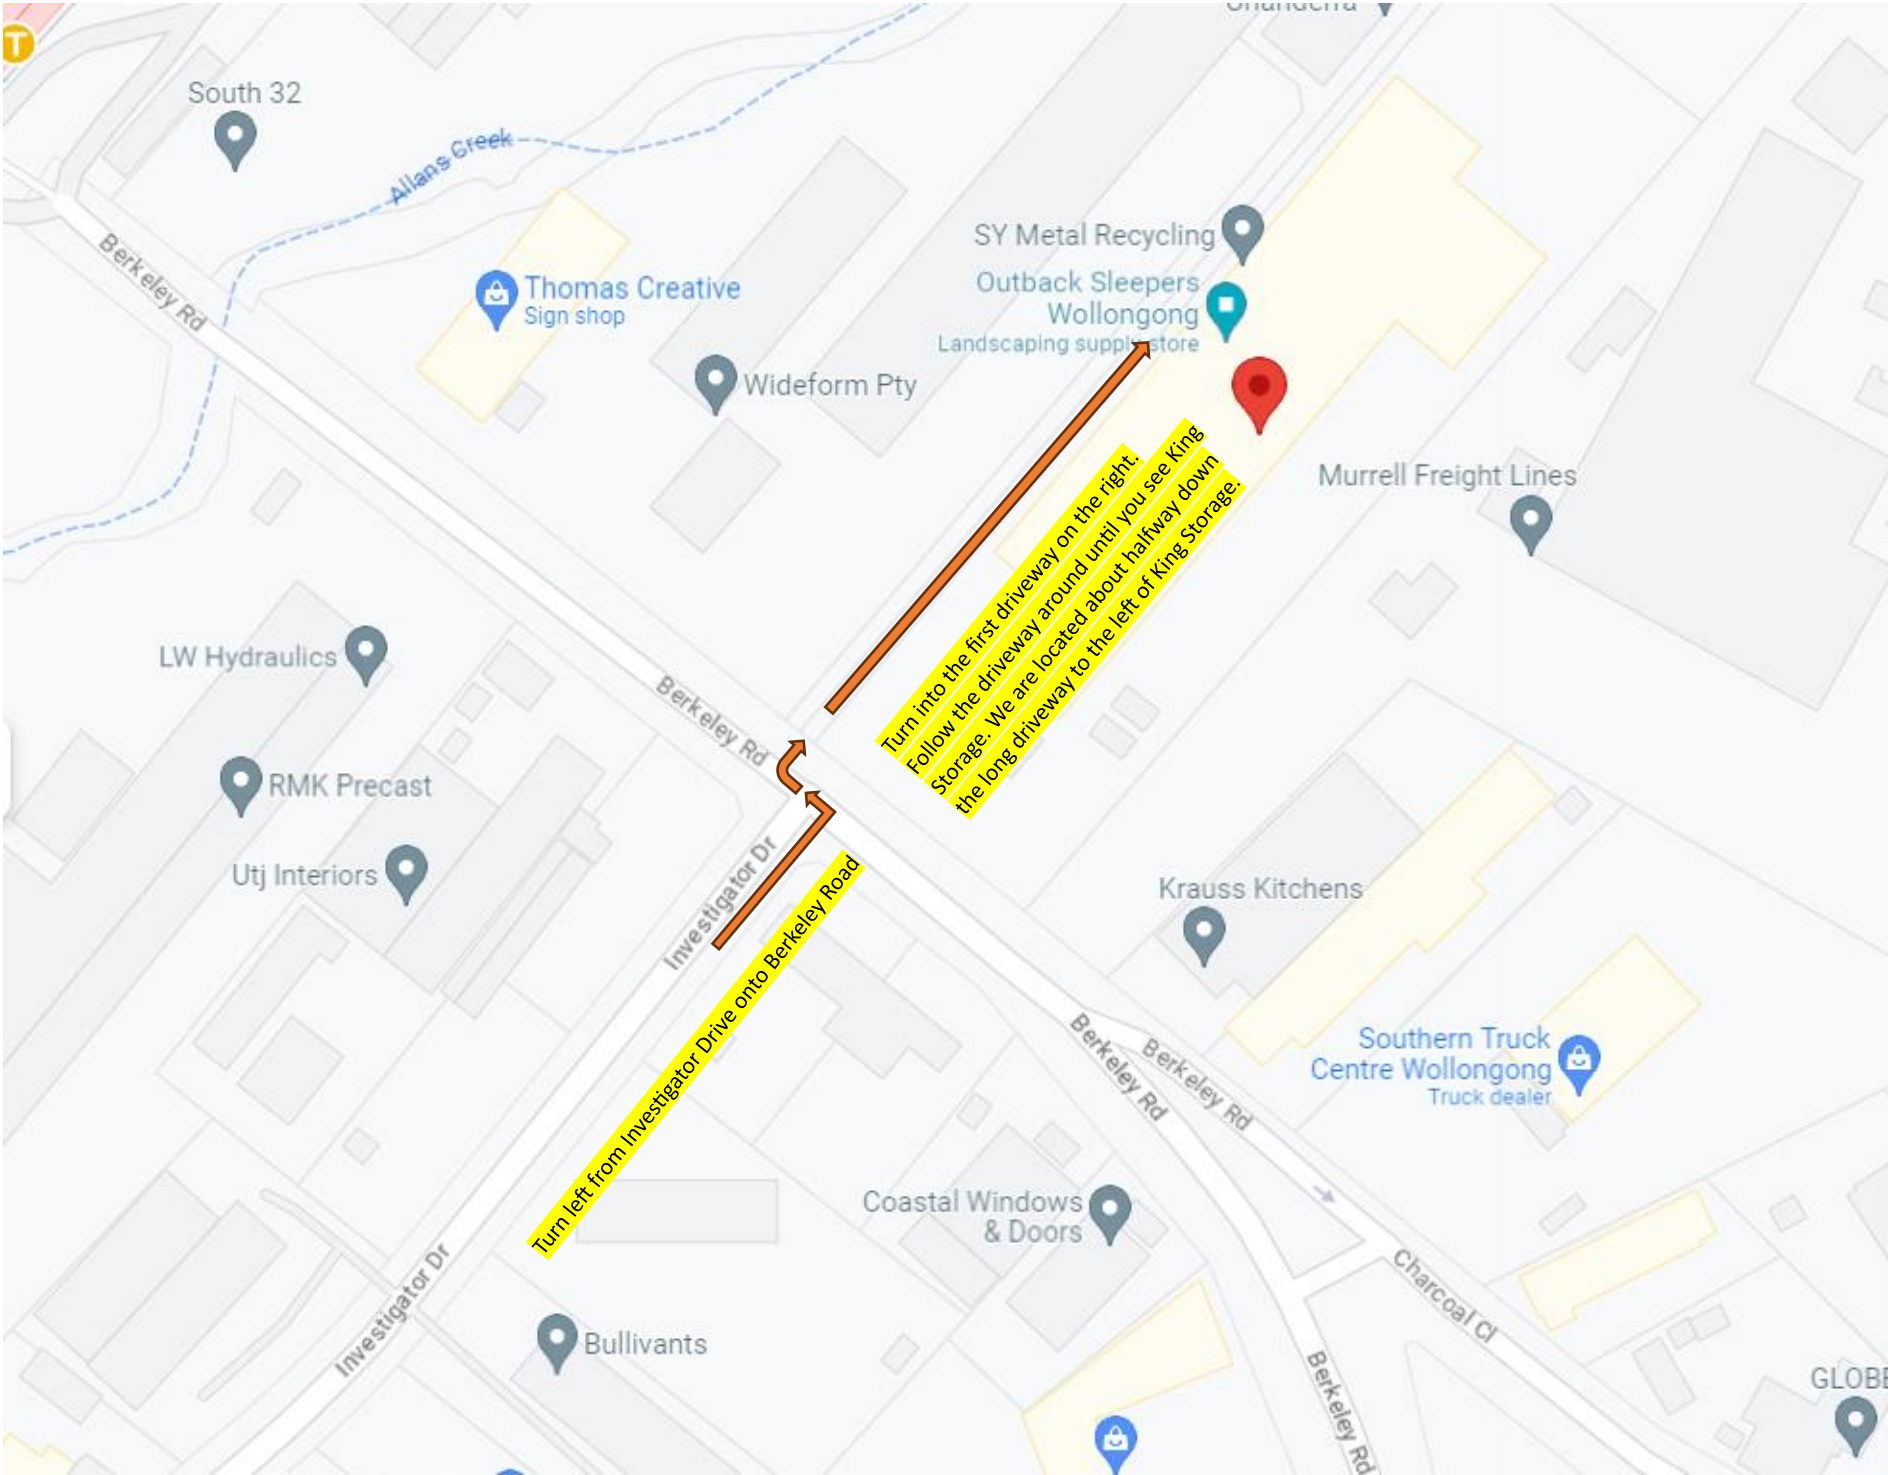 Unanderra
T
South 32
Allans Creek
Berkeley Rd
SY Metal Recycling
Outback Sleepers
Wollongong
Landscaping supply store
Thomas Creative
Sign shop
Wideform Pty
Murrell Freight Lines
Turn into the first driveway on the right.
Follow the driveway around until you see King
Storage. We are located about halfway down
the long driveway to the left of King Storage.
LW Hydraulics
Berkeley Rd
RMK Precast
Utj Interiors
Investigator Dr
Turn left from Investigator Drive onto Berkeley Road
Krauss Kitchens
Berkeley Rd
Berkeley Rd
Southern Truck
Centre Wollongong
Truck dealer
Coastal Windows
& Doors
Investigator Dr
Charcoal Cl
Bullivants
Berkeley Rd
GLOBE